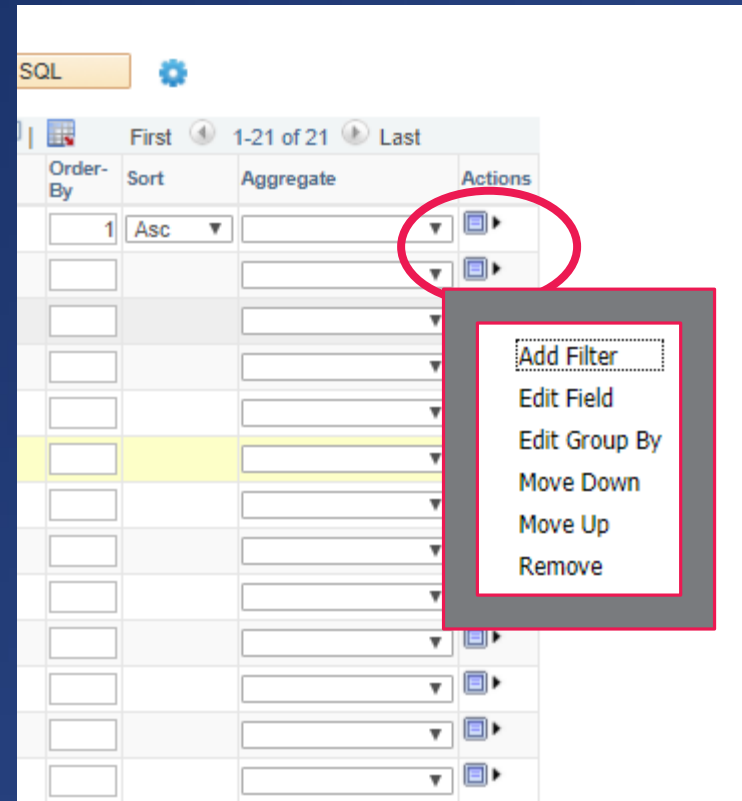 SQL
First 1-21 of 21 Last
Order-By Sort Aggregate Actions
1 Asc
Add Filter
Edit Field
Edit Group By
Move Down
Move Up
Remove